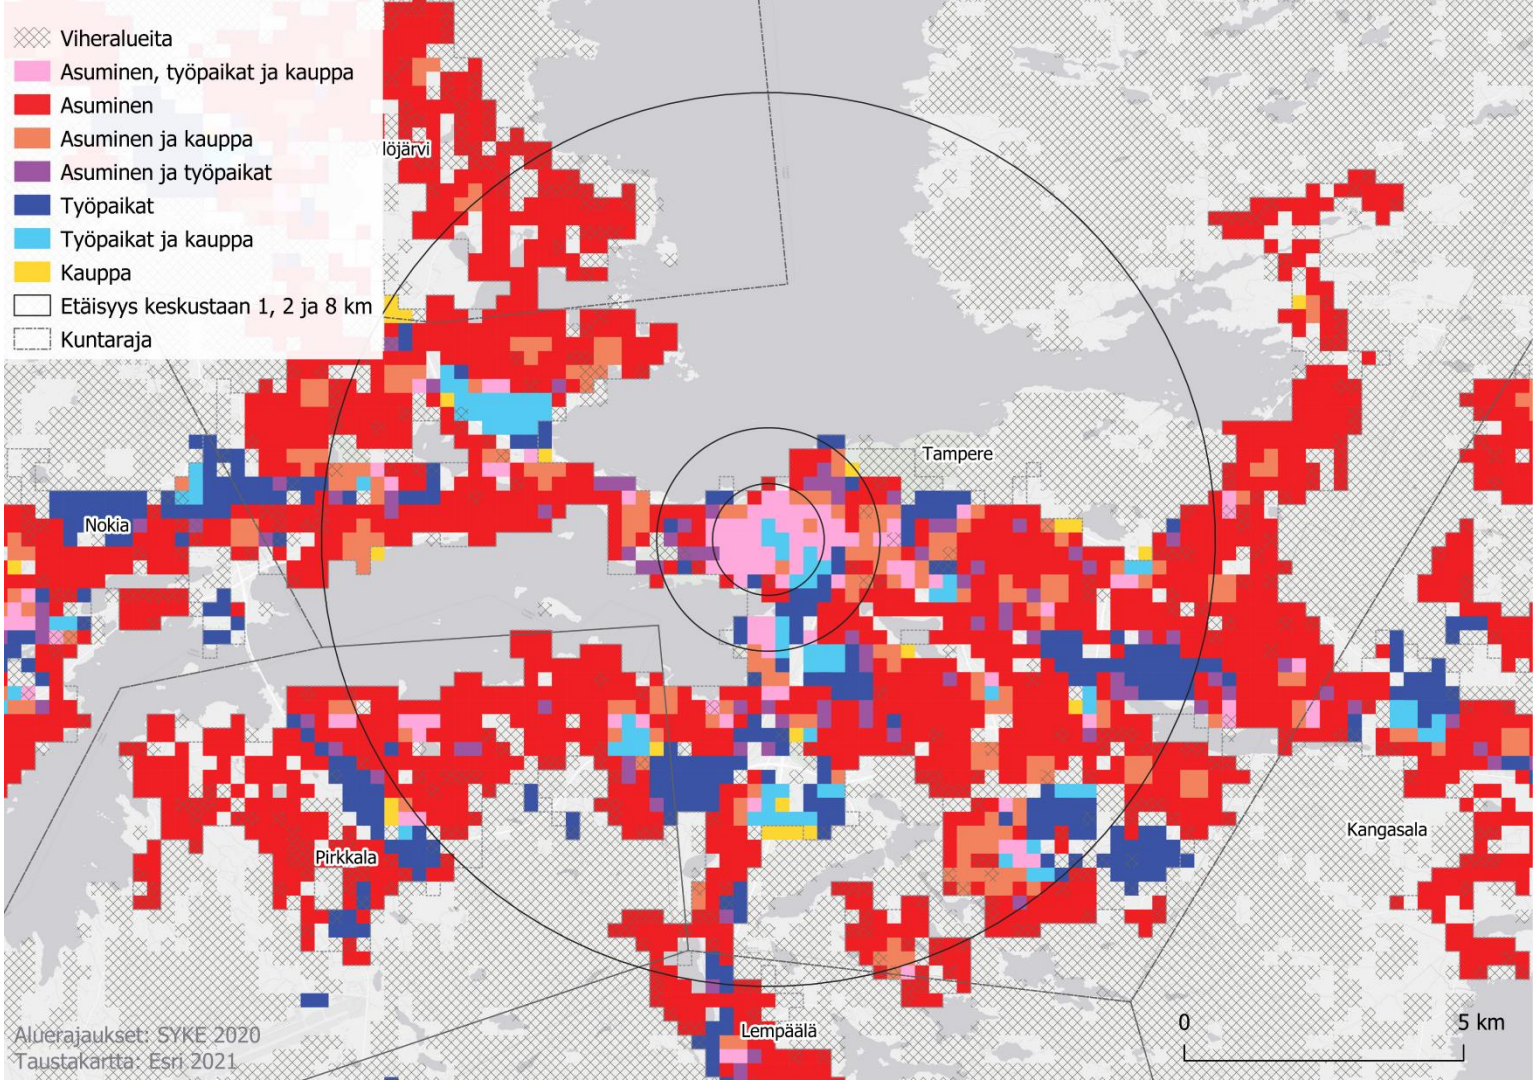 Viheralueita
Asuminen, työpaikat ja kauppa
Asuminen
Asuminen ja kauppa
Asuminen ja työpaikat
Työpaikat
Työpaikat ja kauppa
Kauppa
Etäisyys keskustaan 1, 2 ja 8 km
Kuntaraja
löjärvi
Tampere
Nokia
Kangasala
Pirkkala
Lempäälä
0 5 km
Aluerajaukset: SYKE 2020
Taustakartta: Esri 2021